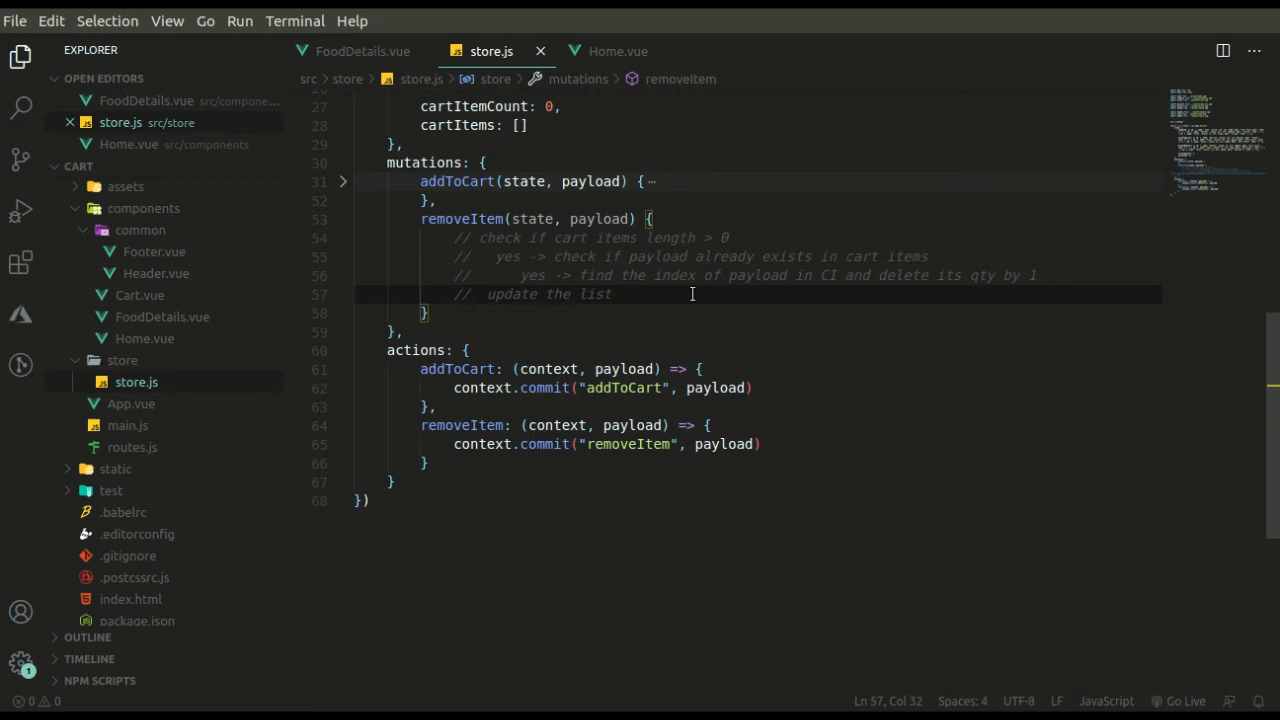 File Edit Selection View Go Run Terminal Help
EXPLORER
OPEN EDITORS
FoodDetails.vue src/compone...
store.js src/store
Home.vue src/components
CART
assets
components
common
Footer.vue
Header.vue
Cart.vue
FoodDetails.vue
Home.vue
store
JS store.js
App.vue
JS main.js
routes.js
static
test
.babelrc
.editorconfig
.gitignore
.postcssrc.js
index.html
package.json
OUTLINE
TIMELINE
NPM SCRIPTS
FoodDetails.vue JS store.js Home.vue
src > store > JS store.js > store > mutations > removeItem
27 cartItemCount: 0,
28 cartItems: []
29 },
30 mutations: {
31 addToCart(state, payload) {⋯
52 },
53 removeItem(state, payload) {
54 // check if cart items length > 0
55 //   yes -> check if payload already exists in cart items
56 //      yes -> find the index of payload in CI and delete its qty by 1
57 //  update the list
58 }
59 },
60 actions: {
61 addToCart: (context, payload) => {
62 context.commit("addToCart", payload)
63 },
64 removeItem: (context, payload) => {
65 context.commit("removeItem", payload)
66 }
67 }
68 })
1
0 0 Ln 57, Col 32 Spaces: 4 UTF-8 LF JavaScript Go Live